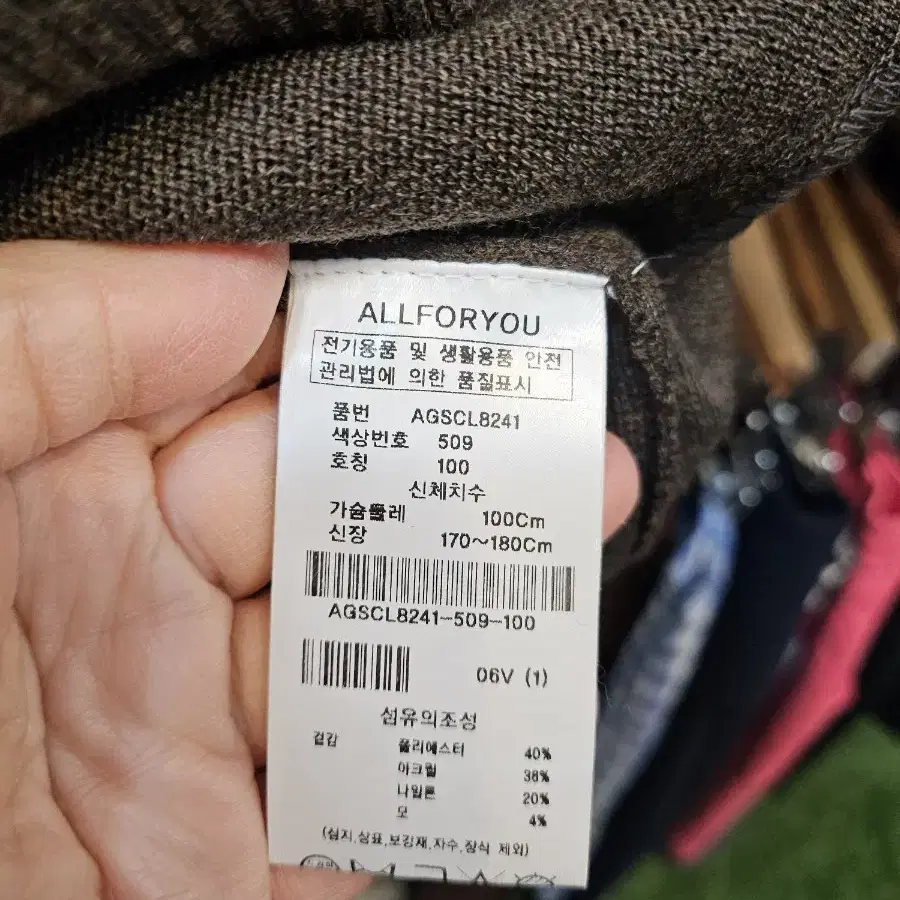 ALLFORYOU
전기용품 및 생활용품 안전
관리법에 의한 품질표시
품번 AGSCL8241
색상번호 509
호칭 100
신체치수
가슴둘레 100Cm
신장 170~180Cm
AGSCL8241-509-100
06V (1)
섬유의조성
겉감 폴리에스터 40%
아크릴 36%
나일론 20%
모 4%
(심지,상표,보강재,자수,장식 제외)